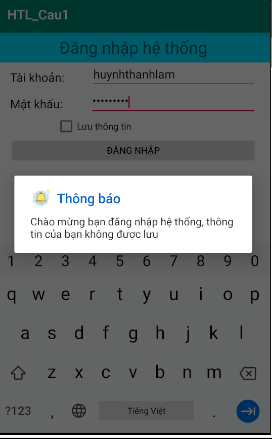 HTL_Cau1
Đăng nhập hệ thống
Tài khoản: huynhthanhlam
Mật khẩu: •••••••••
Lưu thông tin
ĐĂNG NHẬP
Thông báo
Chào mừng bạn đăng nhập hệ thống, thông
tin của bạn không được lưu
1 2 3 4 5 6 7 8 9 0
q w e r t y u i o p
a s d f g h j k l
z x c v b n m
?123 , Tiếng Việt .